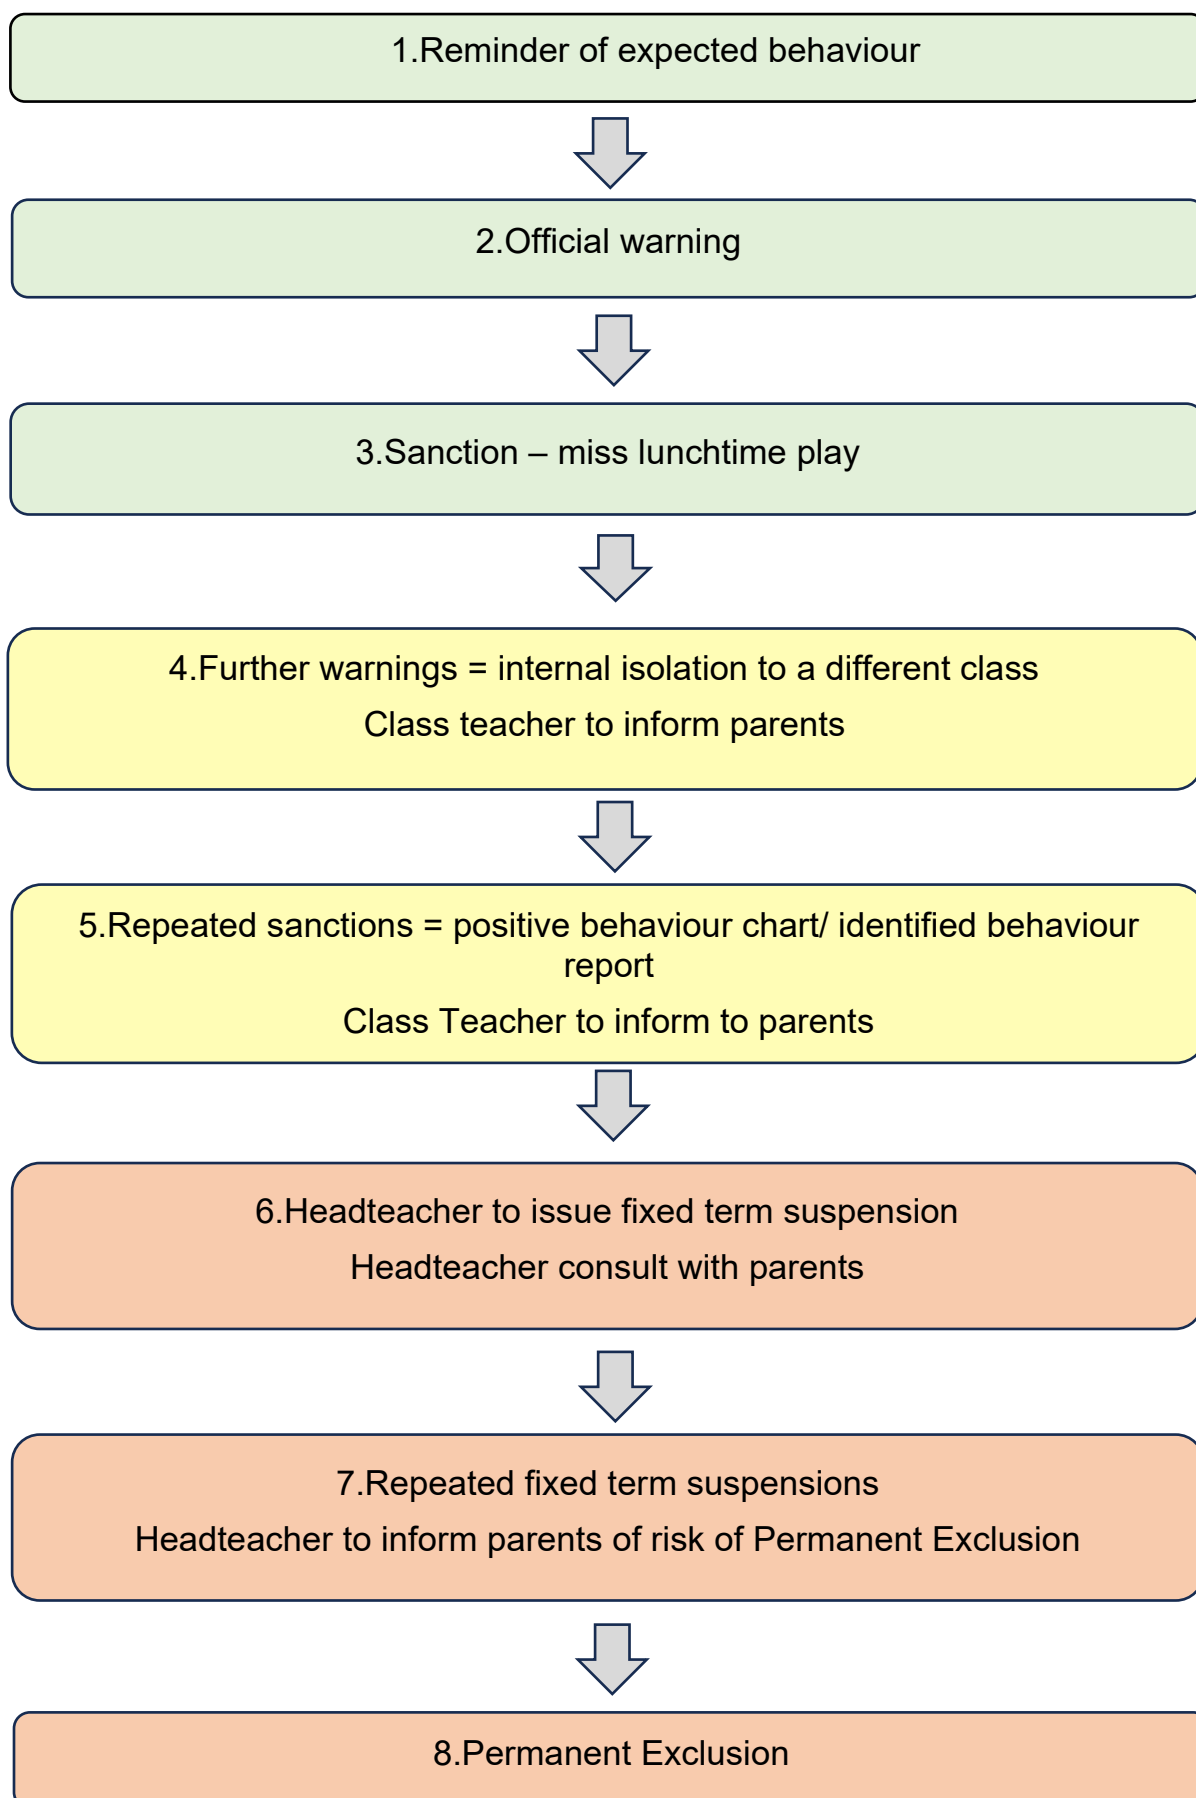 1.Reminder of expected behaviour
2.Official warning
3.Sanction – miss lunchtime play
4.Further warnings = internal isolation to a different class
Class teacher to inform parents
5.Repeated sanctions = positive behaviour chart/ identified behaviour
report
Class Teacher to inform to parents
6.Headteacher to issue fixed term suspension
Headteacher consult with parents
7.Repeated fixed term suspensions
Headteacher to inform parents of risk of Permanent Exclusion
8.Permanent Exclusion